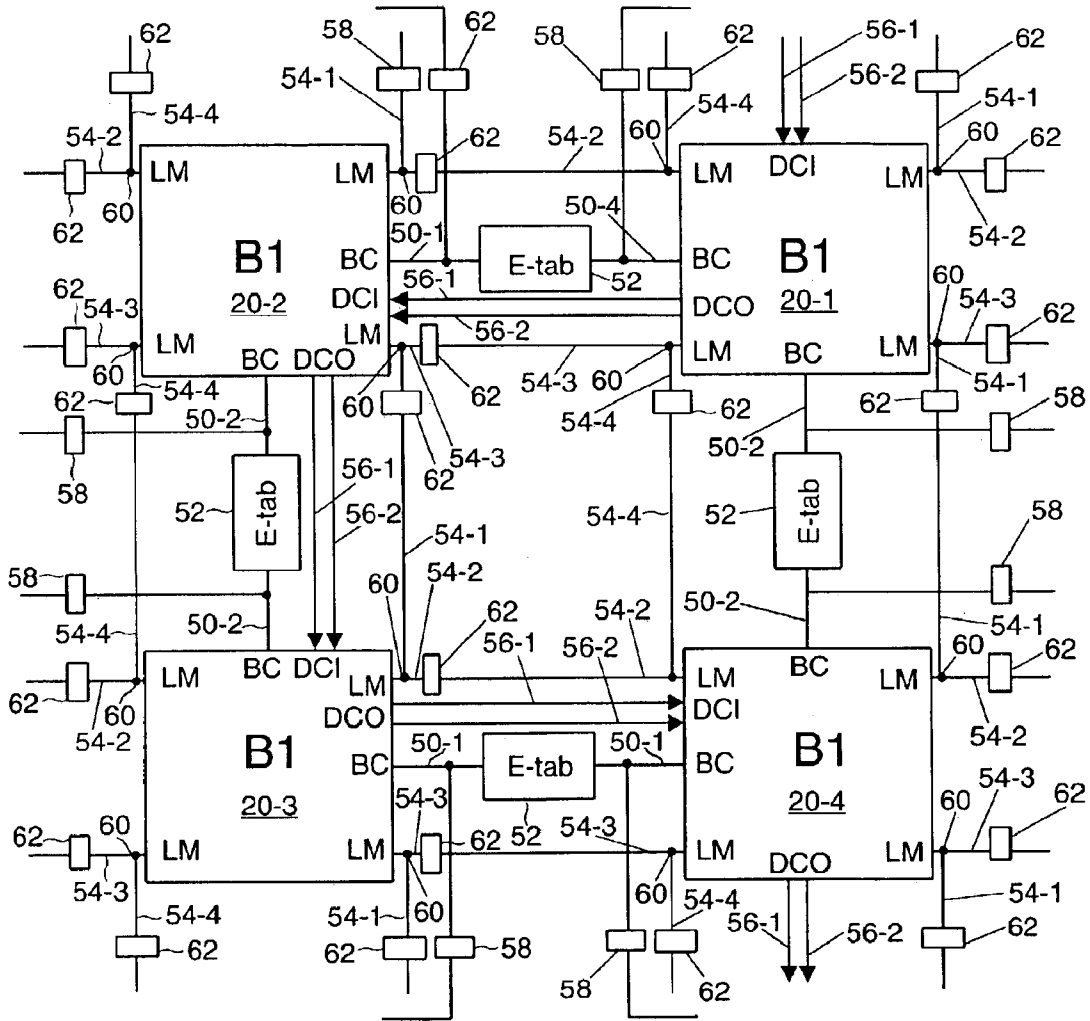 62 58 62 58 62 56-1 62
54-4 54-1 54-4 56-2 54-1
54-2 62 54-2 60 60 62
LM LM LM DCI LM
62 60 60 50-1 50-4 54-2
B1 BC E-tab 52 BC B1
62 54-3 20-2 DCI 56-1 DCO 20-1 60 54-3 62
LM LM 56-2 LM LM
60 BC DCO 62 54-3 60 BC 54-1
54-4 60 62 54-4 62
62 50-2 54-3 62 50-2 58
58 56-1
52 E-tab 56-2 54-4 52 E-tab
54-1 58
58 60 54-2
54-4 50-2 62 54-2 50-2 54-1
BC DCI 56-1 56-2 BC 60 62
62 LM LM LM LM
60 54-2 DCO DCI 54-2
B1 BC 50-1 E-tab 50-1 BC B1
20-3 54-3 52 20-4 60 54-3 62
62 60 LM LM 62 54-3 LM LM
54-3 60 60 DCO
54-4 54-1 54-4 56-1 56-2 54-1
62 62 58 58 62 62